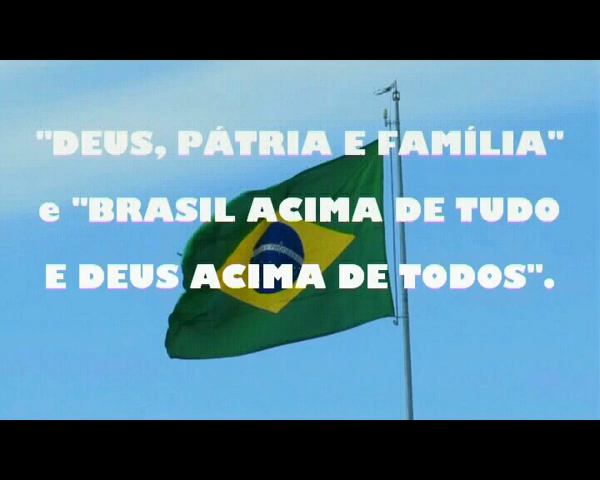 "DEUS, PÁTRIA E FAMÍLIA"
e "BRASIL ACIMA DE TUDO
E DEUS ACIMA DE TODOS".